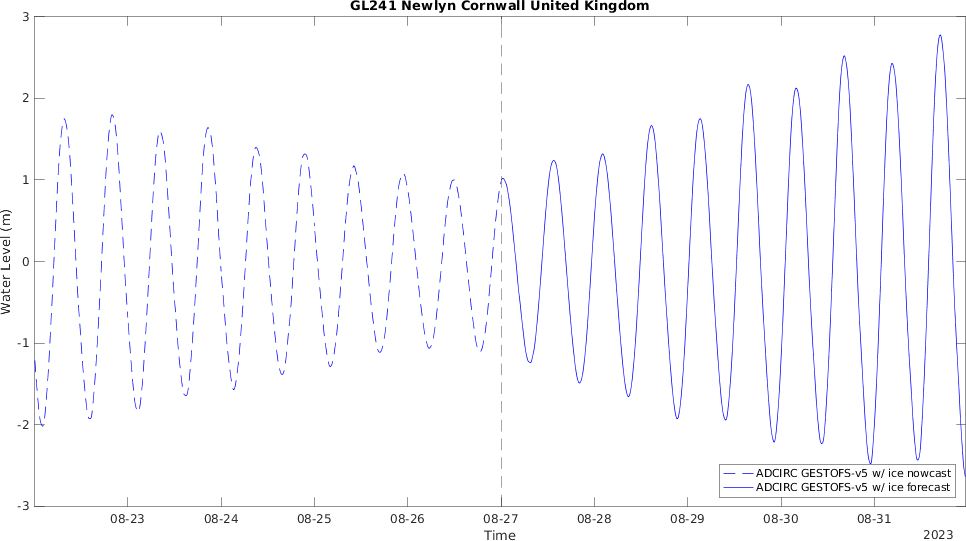 GL241 Newlyn Cornwall United Kingdom
3
2
1
0
-1
-2
-3
Water Level (m)
ADCIRC GESTOFS-v5 w/ ice nowcast
ADCIRC GESTOFS-v5 w/ ice forecast
08-23 08-24 08-25 08-26 08-27 08-28 08-29 08-30 08-31
Time
2023